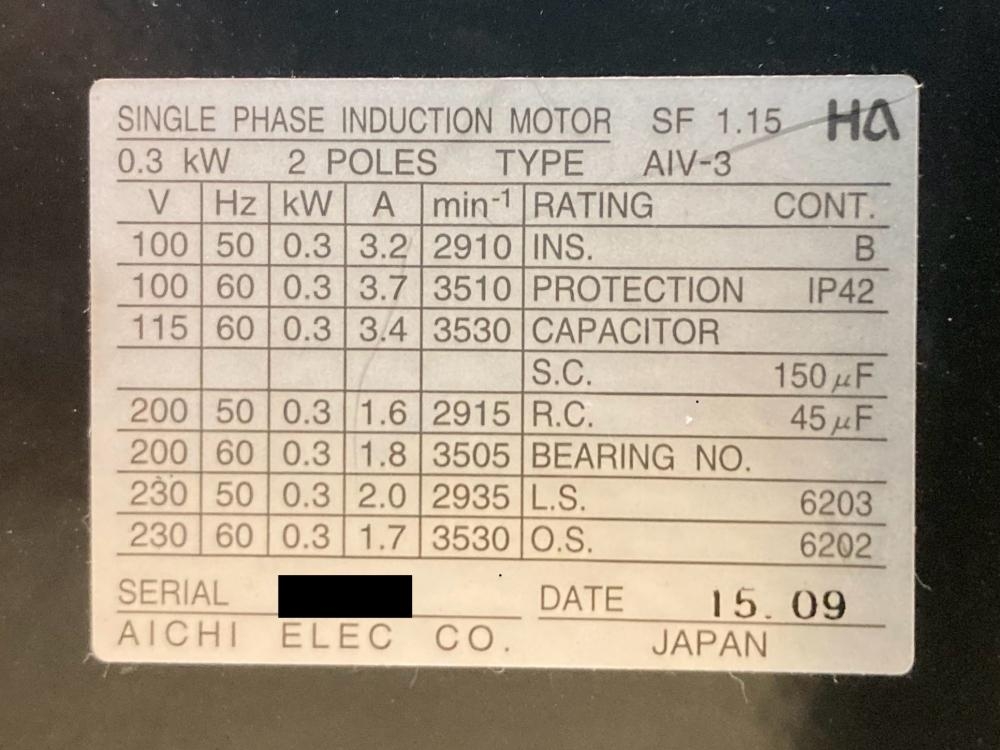 SINGLE PHASE INDUCTION MOTOR SF 1.15 HA
0.3 kW 2 POLES TYPE AIV-3
V Hz kW A min-1 RATING CONT.
100 50 0.3 3.2 2910 INS. B
100 60 0.3 3.7 3510 PROTECTION IP42
115 60 0.3 3.4 3530 CAPACITOR
S.C. 150 μF
200 50 0.3 1.6 2915 R.C. 45 μF
200 60 0.3 1.8 3505 BEARING NO.
230 50 0.3 2.0 2935 L.S. 6203
230 60 0.3 1.7 3530 O.S. 6202
SERIAL DATE 15.09
AICHI ELEC CO. JAPAN